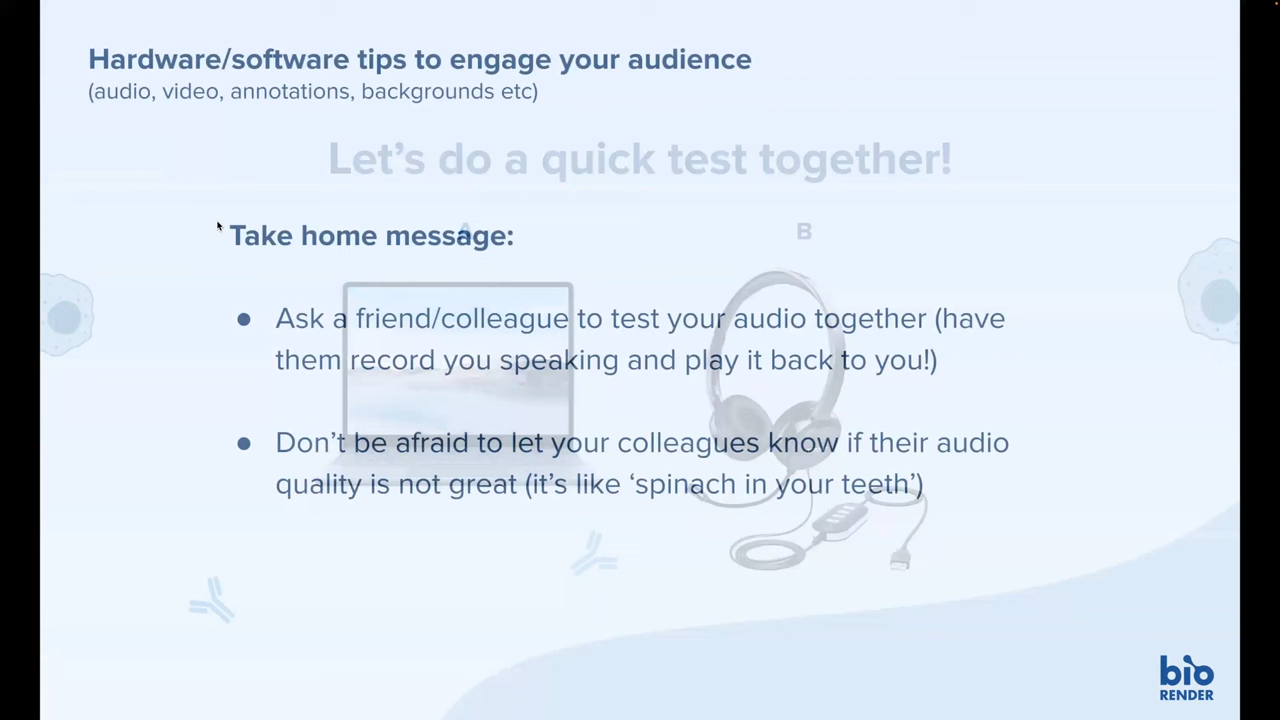 Hardware/software tips to engage your audience
(audio, video, annotations, backgrounds etc)
Let’s do a quick test together!
A
B
Take home message:
● Ask a friend/colleague to test your audio together (have
them record you speaking and play it back to you!)
● Don’t be afraid to let your colleagues know if their audio
quality is not great (it’s like ‘spinach in your teeth’)
bio
RENDER